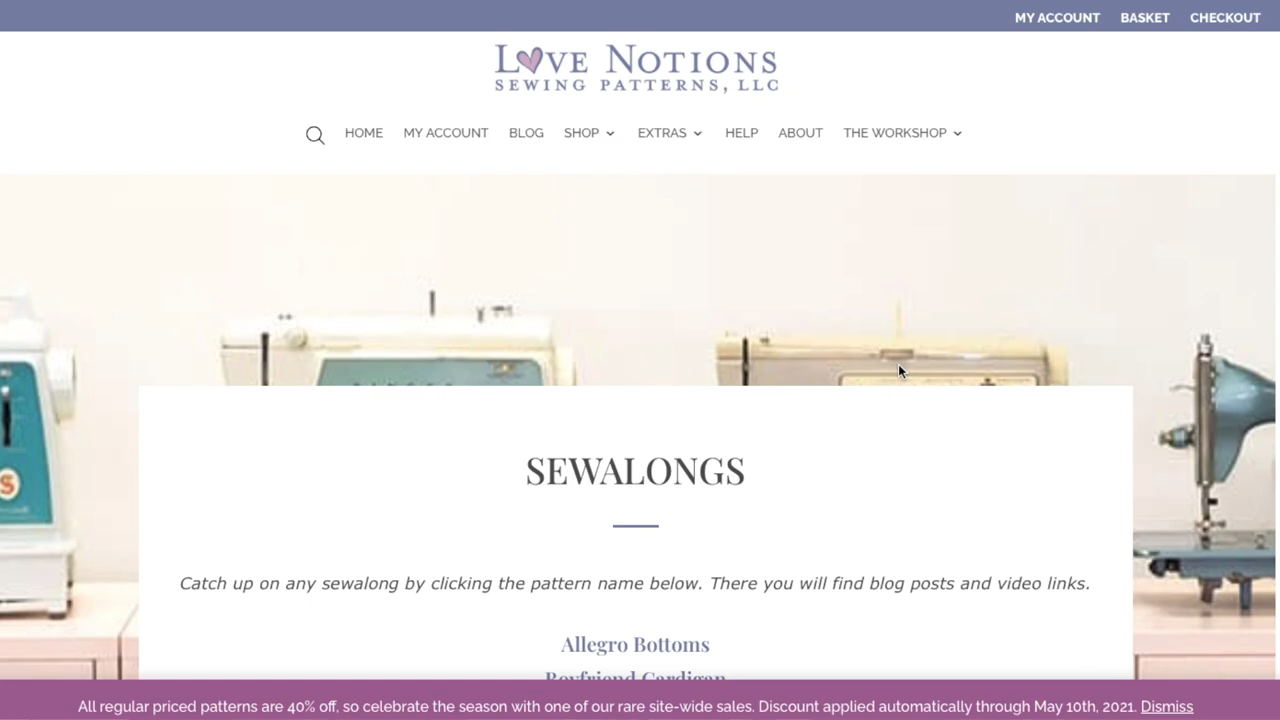 MY ACCOUNT BASKET CHECKOUT
LOVE NOTIONS
SEWING PATTERNS, LLC
HOME MY ACCOUNT BLOG SHOP EXTRAS HELP ABOUT THE WORKSHOP
SEWALONGS
Catch up on any sewalong by clicking the pattern name below. There you will find blog posts and video links.
Allegro Bottoms
Boyfriend Cardigan
All regular priced patterns are 40% off, so celebrate the season with one of our rare site-wide sales. Discount applied automatically through May 10th, 2021. Dismiss